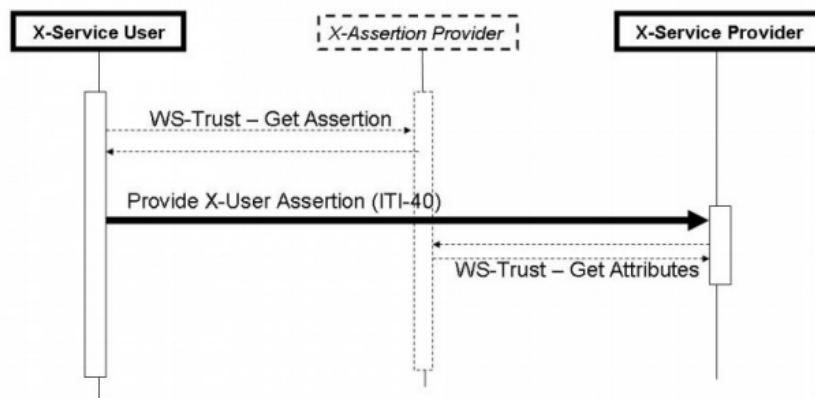 X-Service User
X-Assertion Provider
X-Service Provider
WS-Trust – Get Assertion
Provide X-User Assertion (ITI-40)
WS-Trust – Get Attributes